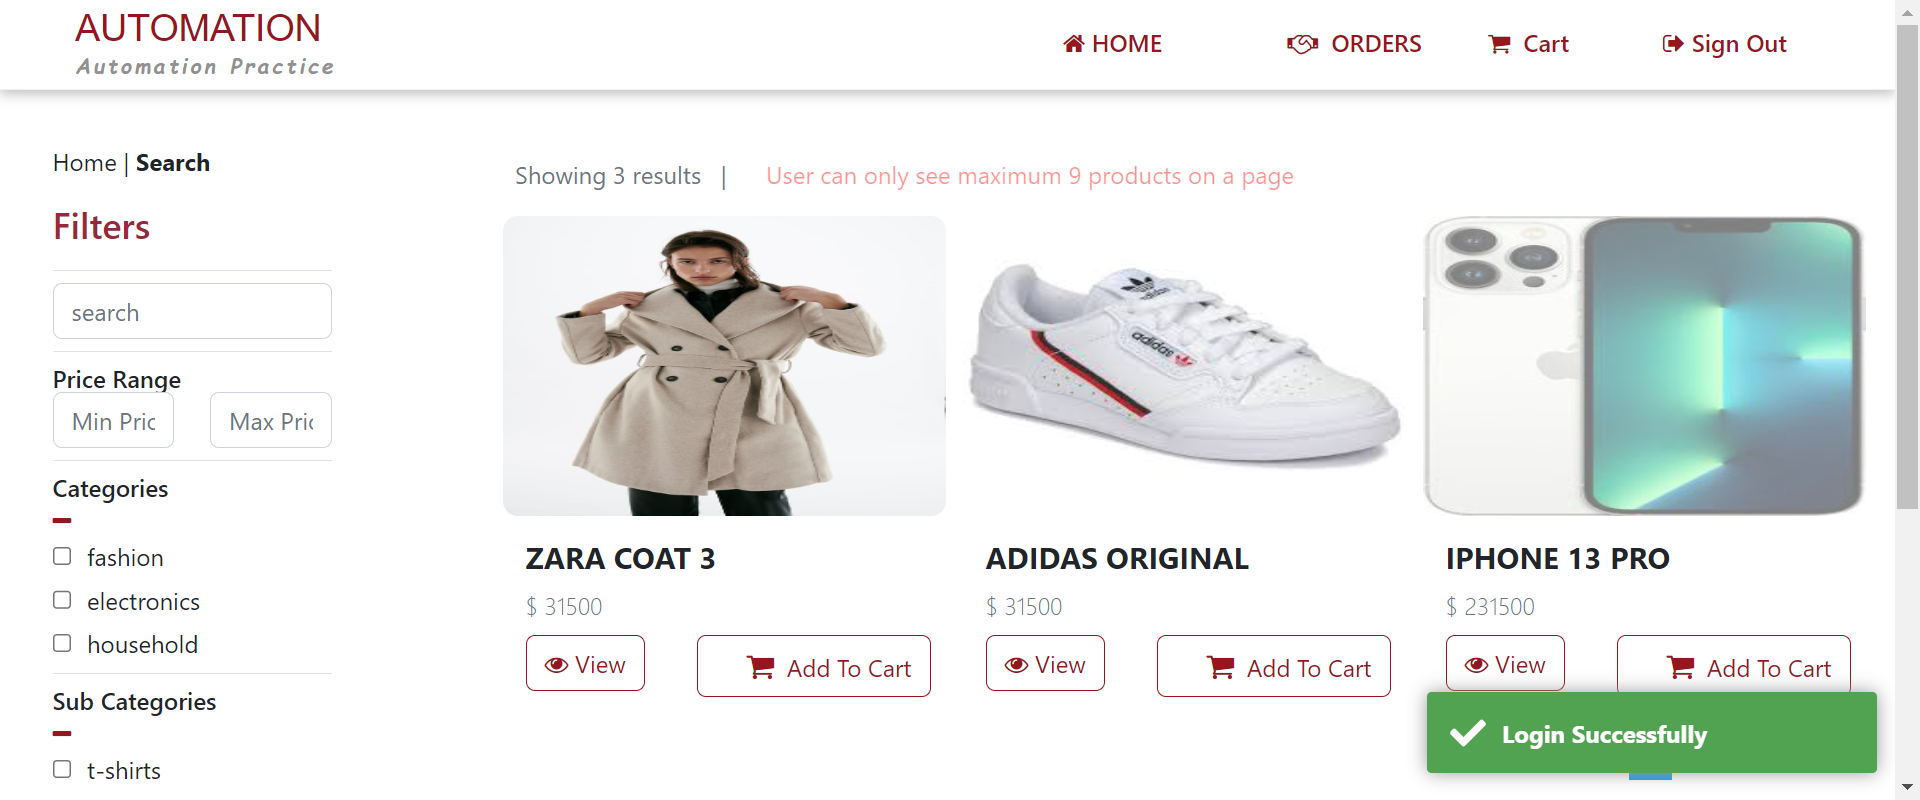 AUTOMATION
Automation Practice
HOME
ORDERS
Cart
Sign Out
Home | Search
Filters
search
Price Range
Min Pric
Max Pric
Categories
fashion
electronics
household
Sub Categories
t-shirts
Showing 3 results |
User can only see maximum 9 products on a page
adidas
adidas
ZARA COAT 3
$ 31500
View
Add To Cart
ADIDAS ORIGINAL
$ 31500
View
Add To Cart
IPHONE 13 PRO
$ 231500
View
Add To Cart
Login Successfully